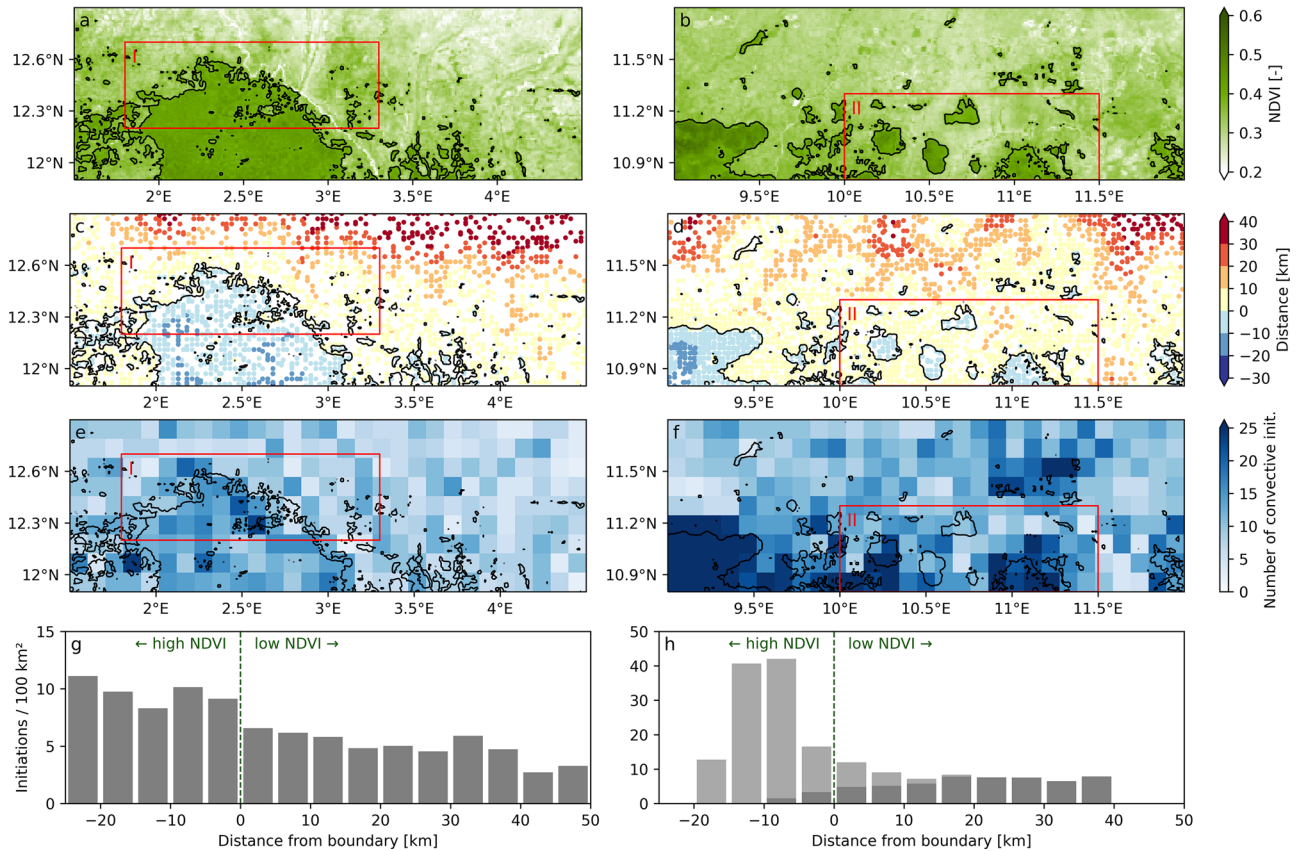 a
I
12.6°N
12.3°N
12°N
2°E
2.5°E
3°E
3.5°E
4°E
b
II
11.5°N
11.2°N
10.9°N
9.5°E
10°E
10.5°E
11°E
11.5°E
0.6
0.5
0.4
0.3
0.2
NDVI [-]
c
I
12.6°N
12.3°N
12°N
2°E
2.5°E
3°E
3.5°E
4°E
d
II
11.5°N
11.2°N
10.9°N
9.5°E
10°E
10.5°E
11°E
11.5°E
40
30
20
10
0
−10
−20
−30
Distance [km]
e
I
12.6°N
12.3°N
12°N
2°E
2.5°E
3°E
3.5°E
4°E
f
II
11.5°N
11.2°N
10.9°N
9.5°E
10°E
10.5°E
11°E
11.5°E
25
20
15
10
5
0
Number of convective init.
g
← high NDVI
low NDVI →
15
10
5
0
Initiations / 100 km²
−20
−10
0
10
20
30
40
50
Distance from boundary [km]
h
← high NDVI
low NDVI →
50
40
30
20
10
0
−20
−10
0
10
20
30
40
50
Distance from boundary [km]